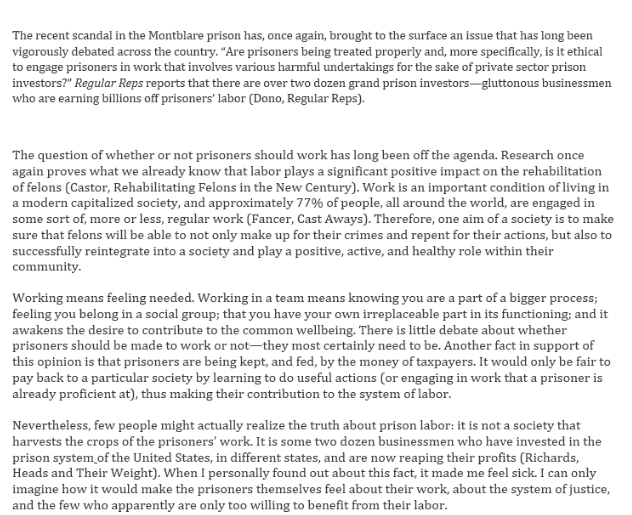 The recent scandal in the Montblare prison has, once again, brought to the surface an issue that has long been
vigorously debated across the country. “Are prisoners being treated properly and, more specifically, is it ethical
to engage prisoners in work that involves various harmful undertakings for the sake of private sector prison
investors?” Regular Reps reports that there are over two dozen grand prison investors—gluttonous businessmen
who are earning billions off prisoners’ labor (Dono, Regular Reps).
The question of whether or not prisoners should work has long been off the agenda. Research once
again proves what we already know that labor plays a significant positive impact on the rehabilitation
of felons (Castor, Rehabilitating Felons in the New Century). Work is an important condition of living in
a modern capitalized society, and approximately 77% of people, all around the world, are engaged in
some sort of, more or less, regular work (Fancer, Cast Aways). Therefore, one aim of a society is to make
sure that felons will be able to not only make up for their crimes and repent for their actions, but also to
successfully reintegrate into a society and play a positive, active, and healthy role within their
community.
Working means feeling needed. Working in a team means knowing you are a part of a bigger process;
feeling you belong in a social group; that you have your own irreplaceable part in its functioning; and it
awakens the desire to contribute to the common wellbeing. There is little debate about whether
prisoners should be made to work or not—they most certainly need to be. Another fact in support of
this opinion is that prisoners are being kept, and fed, by the money of taxpayers. It would only be fair to
pay back to a particular society by learning to do useful actions (or engaging in work that a prisoner is
already proficient at), thus making their contribution to the system of labor.
Nevertheless, few people might actually realize the truth about prison labor: it is not a society that
harvests the crops of the prisoners’ work. It is some two dozen businessmen who have invested in the
prison system of the United States, in different states, and are now reaping their profits (Richards,
Heads and Their Weight). When I personally found out about this fact, it made me feel sick. I can only
imagine how it would make the prisoners themselves feel about their work, about the system of justice,
and the few who apparently are only too willing to benefit from their labor.